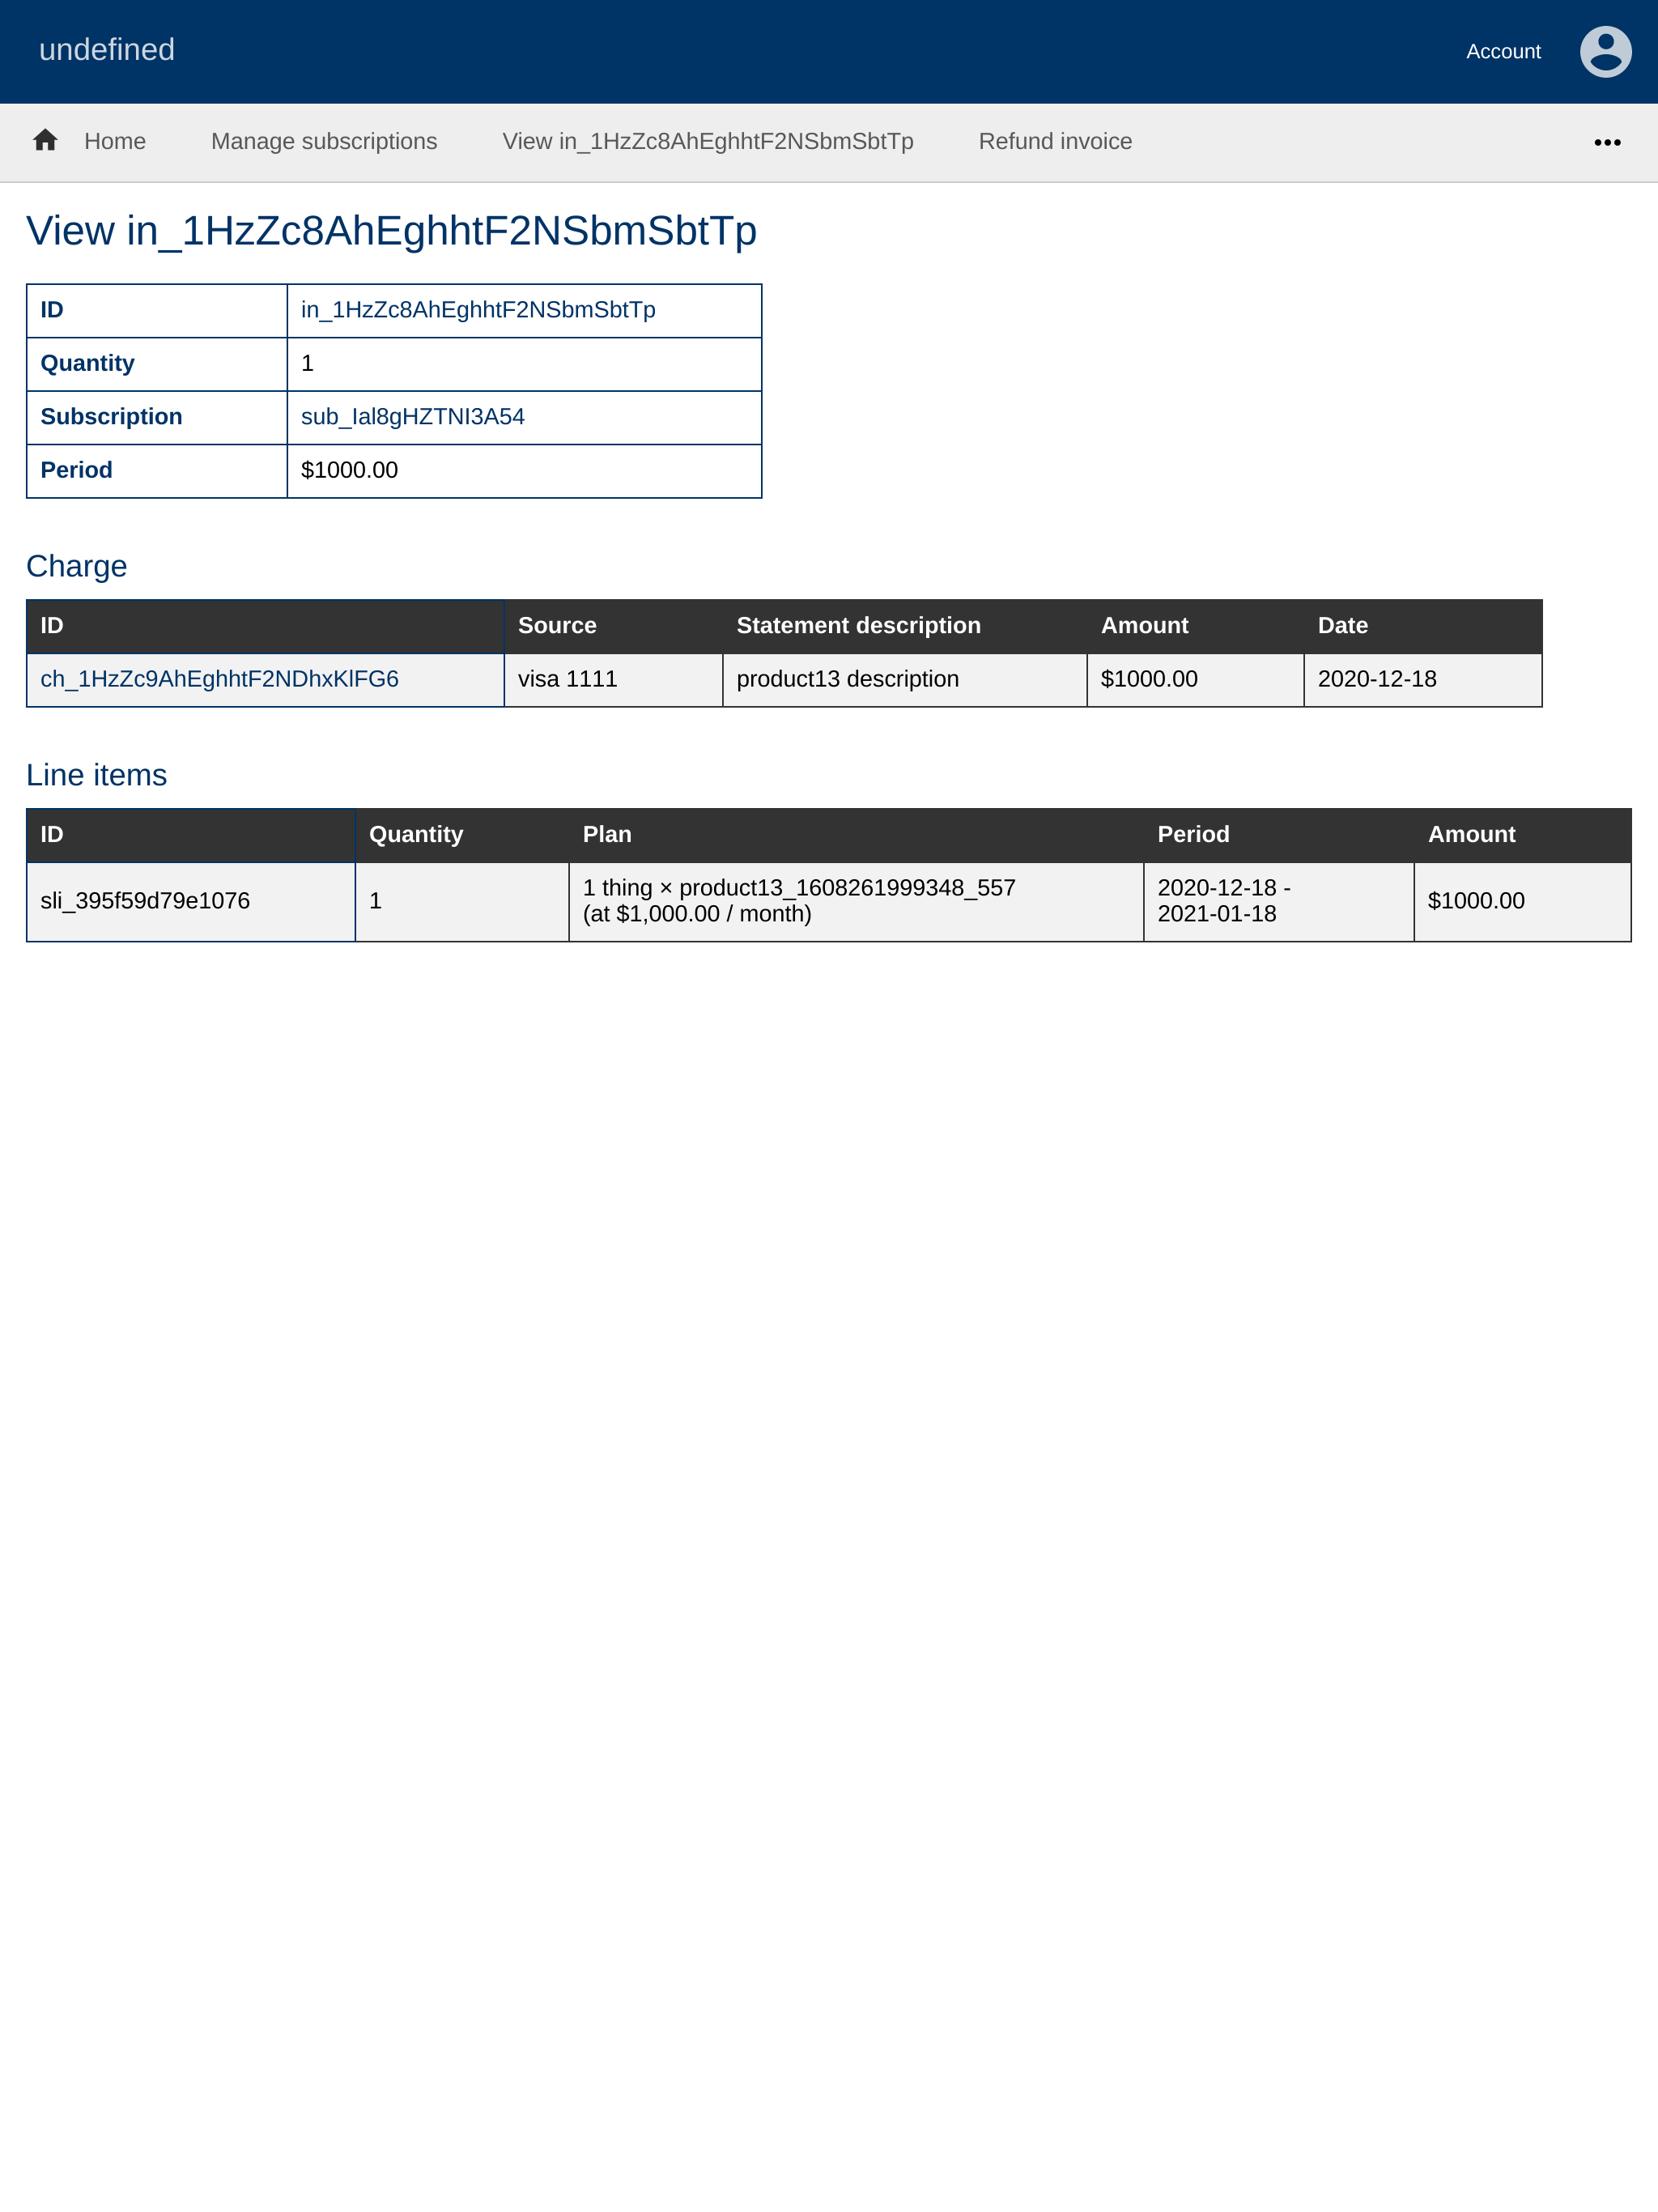 undefined
Account
Home Manage subscriptions View in_1HzZc8AhEghhtF2NSbmSbtTp Refund invoice
View in_1HzZc8AhEghhtF2NSbmSbtTp
ID in_1HzZc8AhEghhtF2NSbmSbtTp
Quantity 1
Subscription sub_Ial8gHZTNI3A54
Period $1000.00
Charge
ID Source Statement description Amount Date
ch_1HzZc9AhEghhtF2NDhxKlFG6 visa 1111 product13 description $1000.00 2020-12-18
Line items
ID Quantity Plan Period Amount
sli_395f59d79e1076 1 1 thing × product13_1608261999348_557 2020-12-18 - $1000.00
(at $1,000.00 / month) 2021-01-18